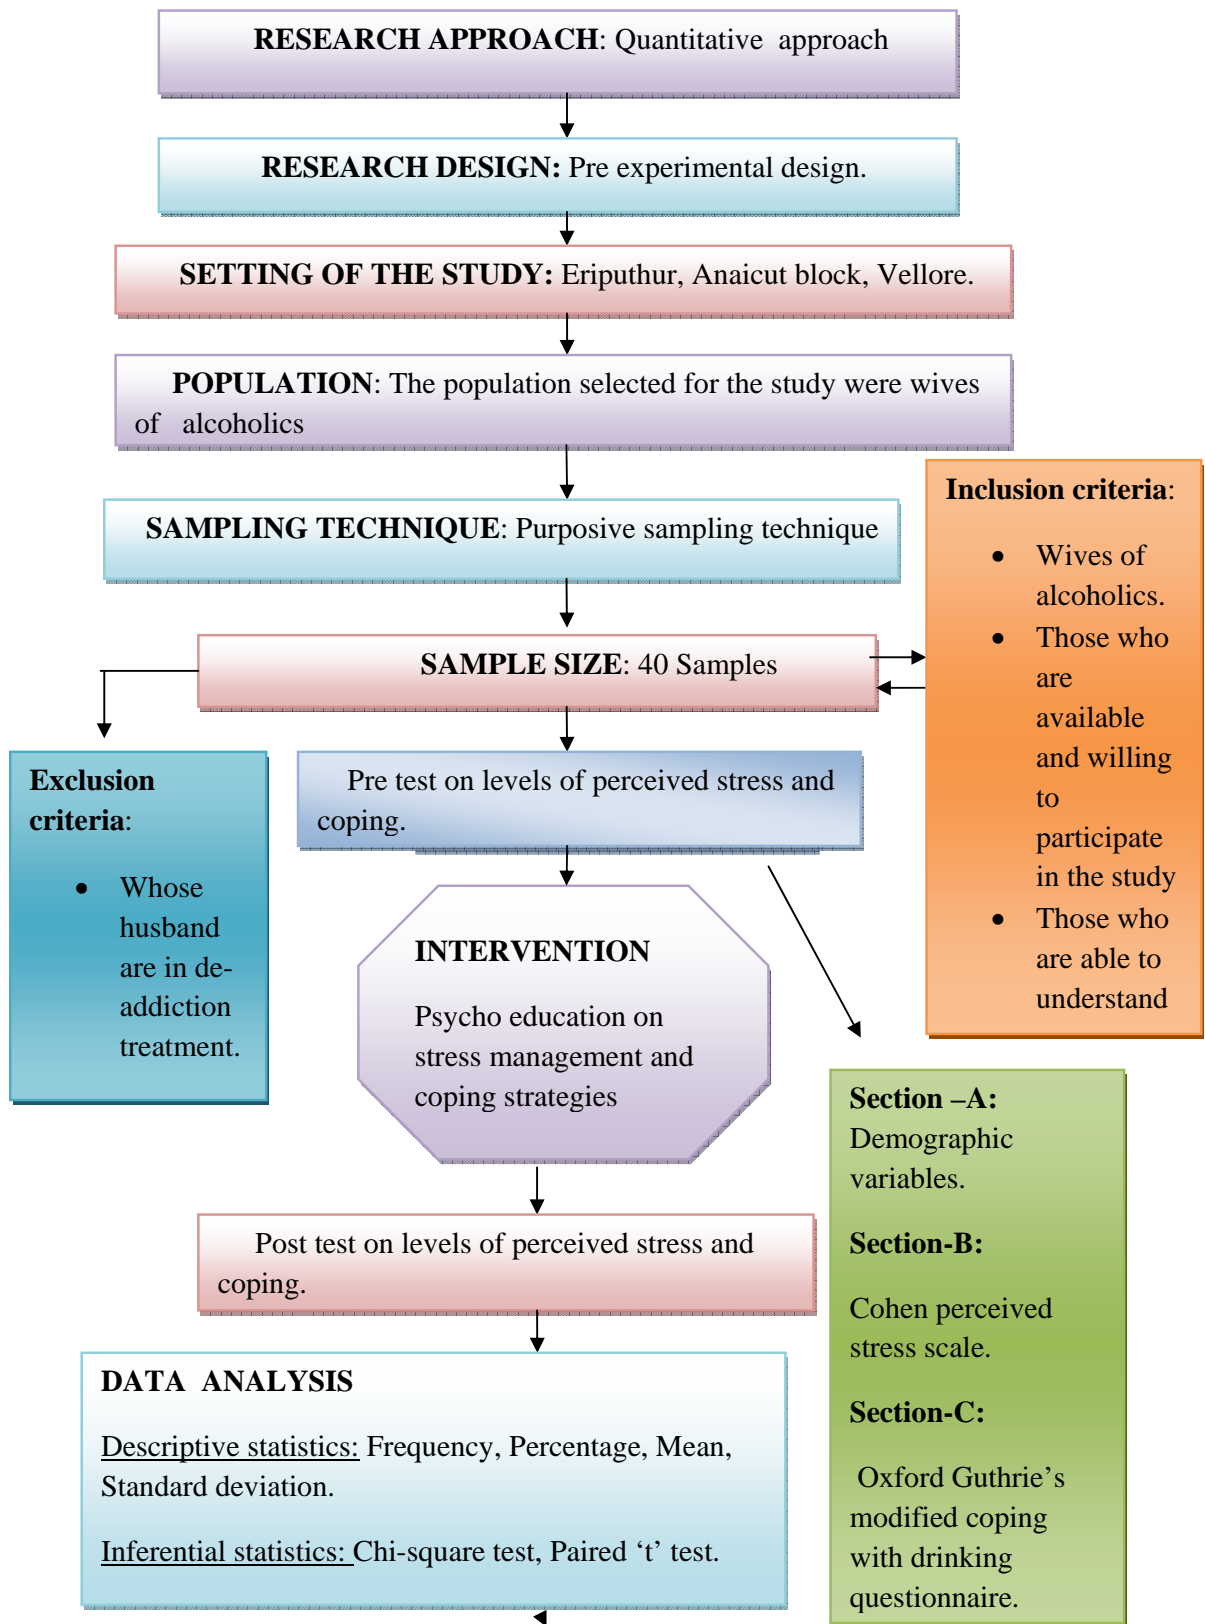 RESEARCH APPROACH: Quantitative approach
RESEARCH DESIGN: Pre experimental design.
SETTING OF THE STUDY: Eriputhur, Anaicut block, Vellore.
POPULATION: The population selected for the study were wives
of alcoholics
SAMPLING TECHNIQUE: Purposive sampling technique
Inclusion criteria:
• Wives of
alcoholics.
• Those who
are
available
and willing
to
participate
in the study
• Those who
are able to
understand
SAMPLE SIZE: 40 Samples
Exclusion
criteria:
• Whose
husband
are in de-
addiction
treatment.
Pre test on levels of perceived stress and
coping.
INTERVENTION
Psycho education on
stress management and
coping strategies
Section –A:
Demographic
variables.
Section-B:
Cohen perceived
stress scale.
Section-C:
Oxford Guthrie’s
modified coping
with drinking
questionnaire.
Post test on levels of perceived stress and
coping.
DATA ANALYSIS
Descriptive statistics: Frequency, Percentage, Mean,
Standard deviation.
Inferential statistics: Chi-square test, Paired ‘t’ test.